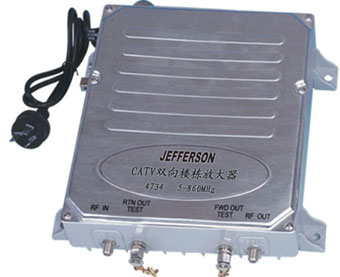 JEFFERSON
CATV双向楼栋放大器
4734 5-860MHz
RF IN
RTN OUT
TEST
FWD OUT
TEST
RF OUT